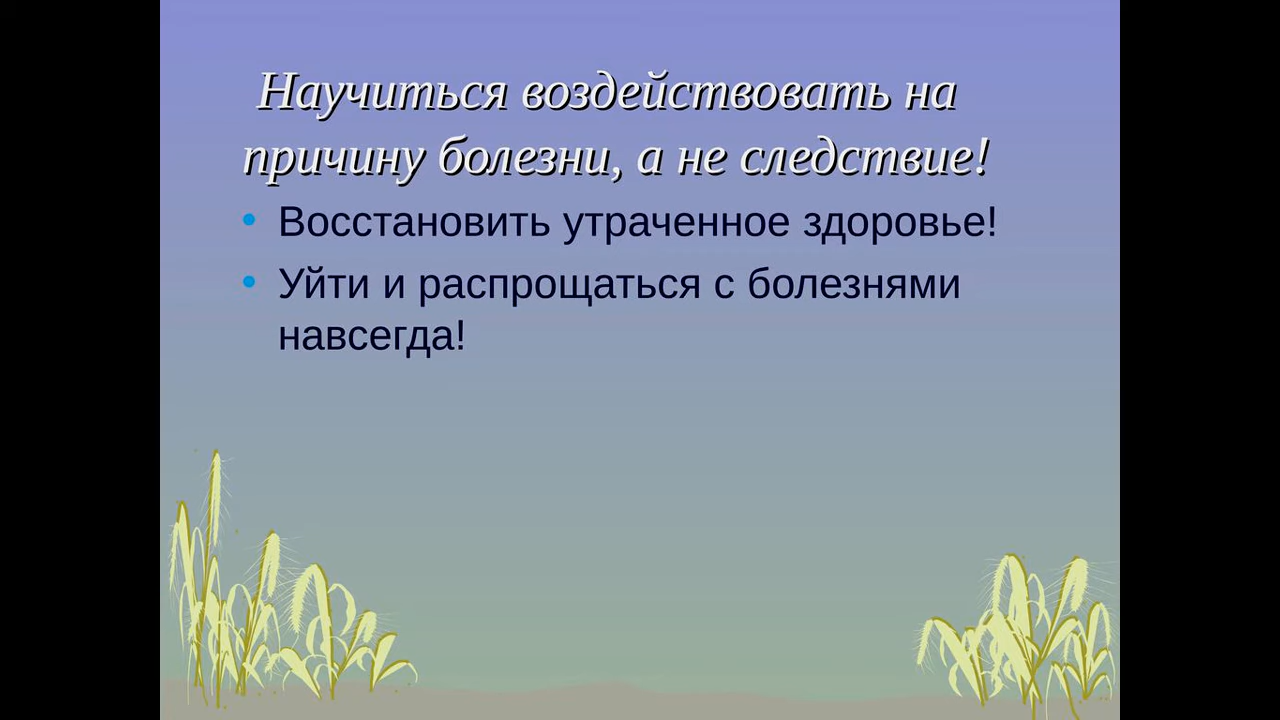 Научиться воздействовать на
причину болезни, а не следствие!
• Восстановить утраченное здоровье!
• Уйти и распрощаться с болезнями
навсегда!